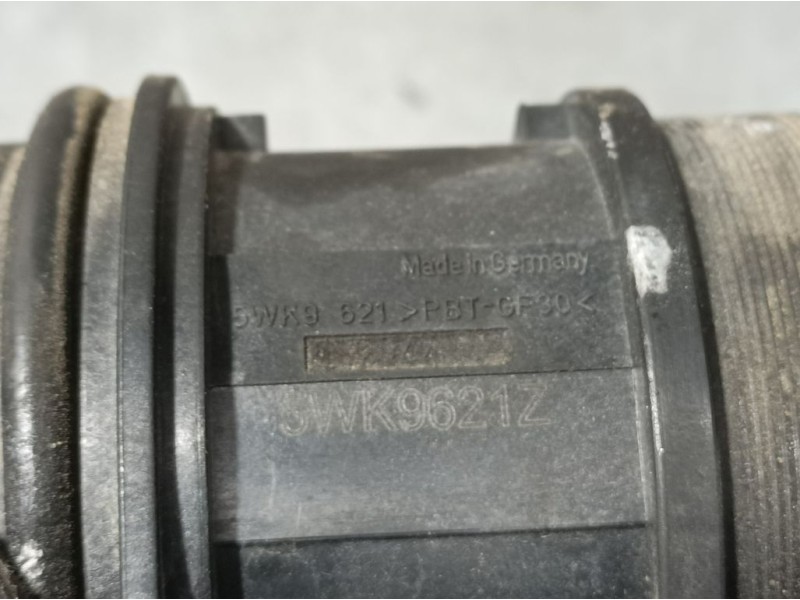 Made in Germany
5WK9 621 >PBT-GF30<
5WK9621Z